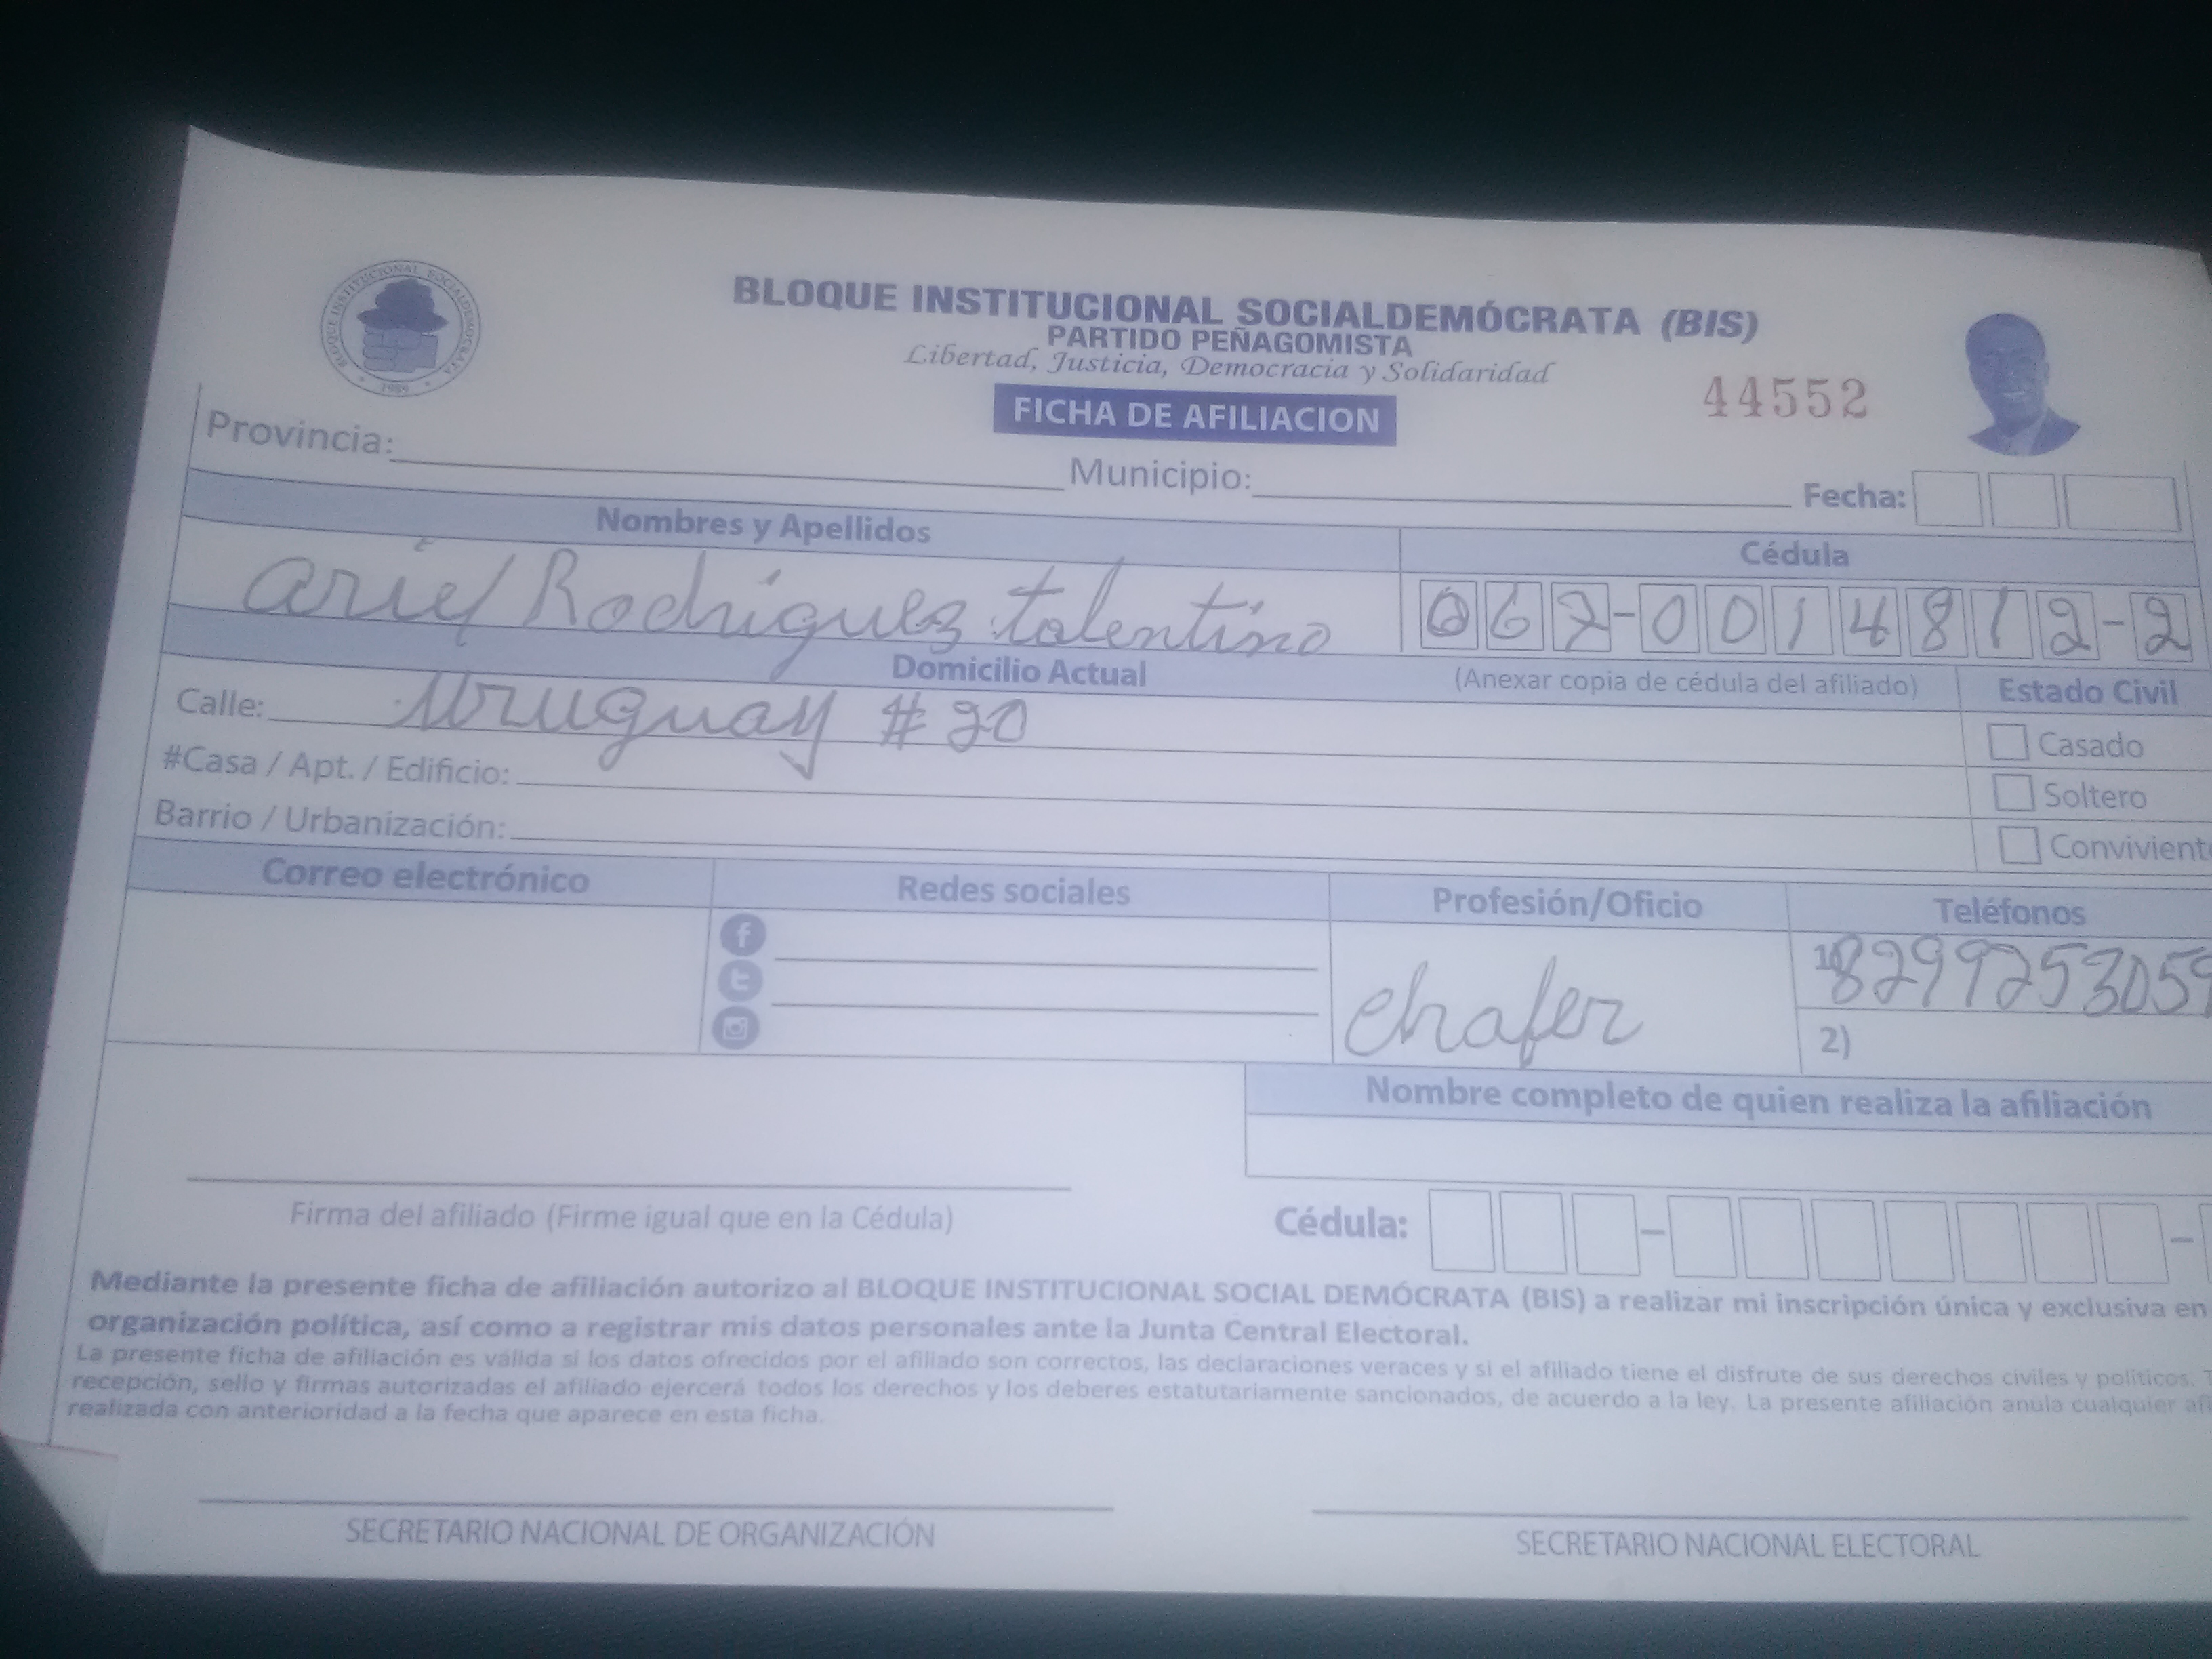 BLOQUE INSTITUCIONAL SOCIALDEMÓCRATA
1989
BLOQUE INSTITUCIONAL SOCIALDEMÓCRATA (BIS)
PARTIDO PEÑAGOMISTA
Libertad, Justicia, Democracia y Solidaridad
FICHA DE AFILIACION
44552
Provincia: Municipio: Fecha:
Nombres y Apellidos Cédula
Ariel Rodriguez tolentino 067-0014812-2
Domicilio Actual (Anexar copia de cédula del afiliado) Estado Civil
Calle: Uruguay # 20
Casado
#Casa / Apt. / Edificio:
Soltero
Barrio / Urbanización:
Conviviente
Correo electrónico Redes sociales Profesión/Oficio Teléfonos
chafer 1) 8299253059
2)
Nombre completo de quien realiza la afiliación
Firma del afiliado (Firme igual que en la Cédula) Cédula:
Mediante la presente ficha de afiliación autorizo al BLOQUE INSTITUCIONAL SOCIAL DEMÓCRATA (BIS) a realizar mi inscripción única y exclusiva en
organización política, así como a registrar mis datos personales ante la Junta Central Electoral.
La presente ficha de afiliación es válida si los datos ofrecidos por el afiliado son correctos, las declaraciones veraces y si el afiliado tiene el disfrute de sus derechos civiles y políticos.
recepción, sello y firmas autorizadas el afiliado ejercerá todos los derechos y los deberes estatutariamente sancionados, de acuerdo a la ley. La presente afiliación anula cualquier
realizada con anterioridad a la fecha que aparece en esta ficha.
SECRETARIO NACIONAL DE ORGANIZACIÓN SECRETARIO NACIONAL ELECTORAL